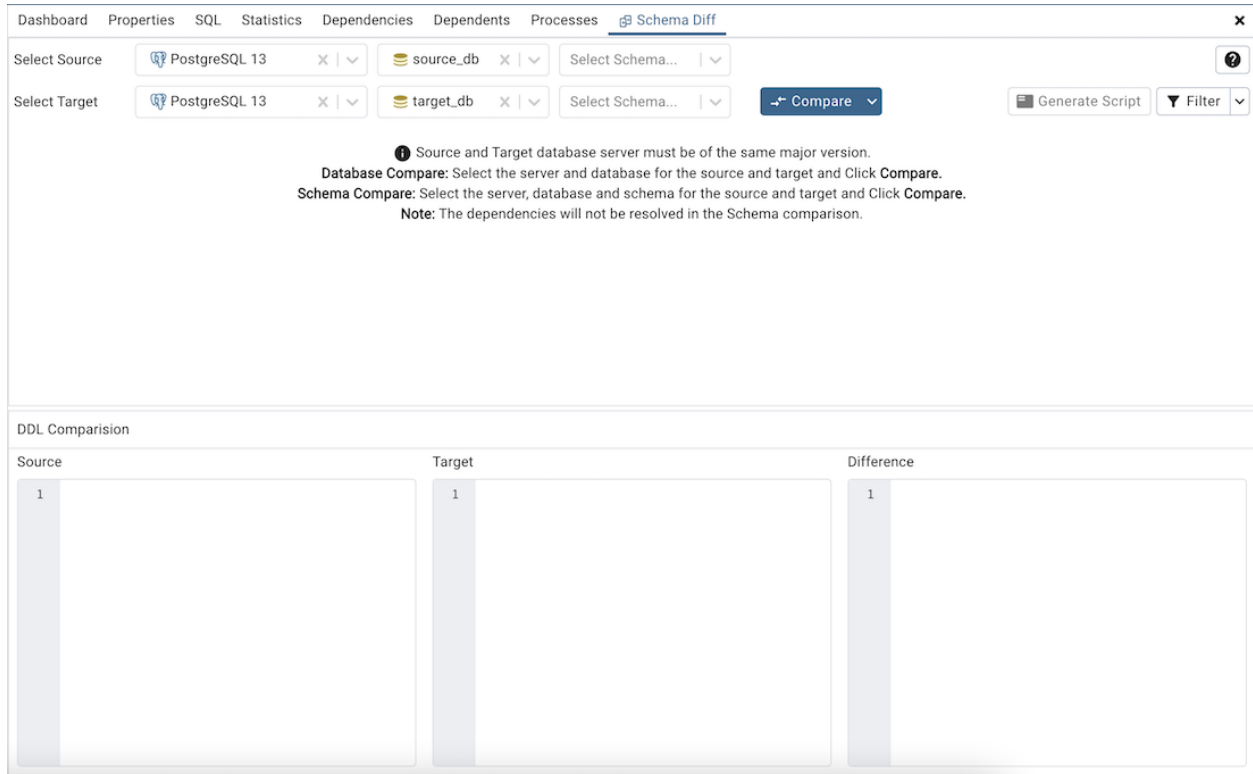 Dashboard Properties SQL Statistics Dependencies Dependents Processes Schema Diff
Select Source PostgreSQL 13 source_db Select Schema...
Select Target PostgreSQL 13 target_db Select Schema... Compare Generate Script Filter
Source and Target database server must be of the same major version.
Database Compare: Select the server and database for the source and target and Click Compare.
Schema Compare: Select the server, database and schema for the source and target and Click Compare.
Note: The dependencies will not be resolved in the Schema comparison.
DDL Comparision
Source Target Difference
1 1 1